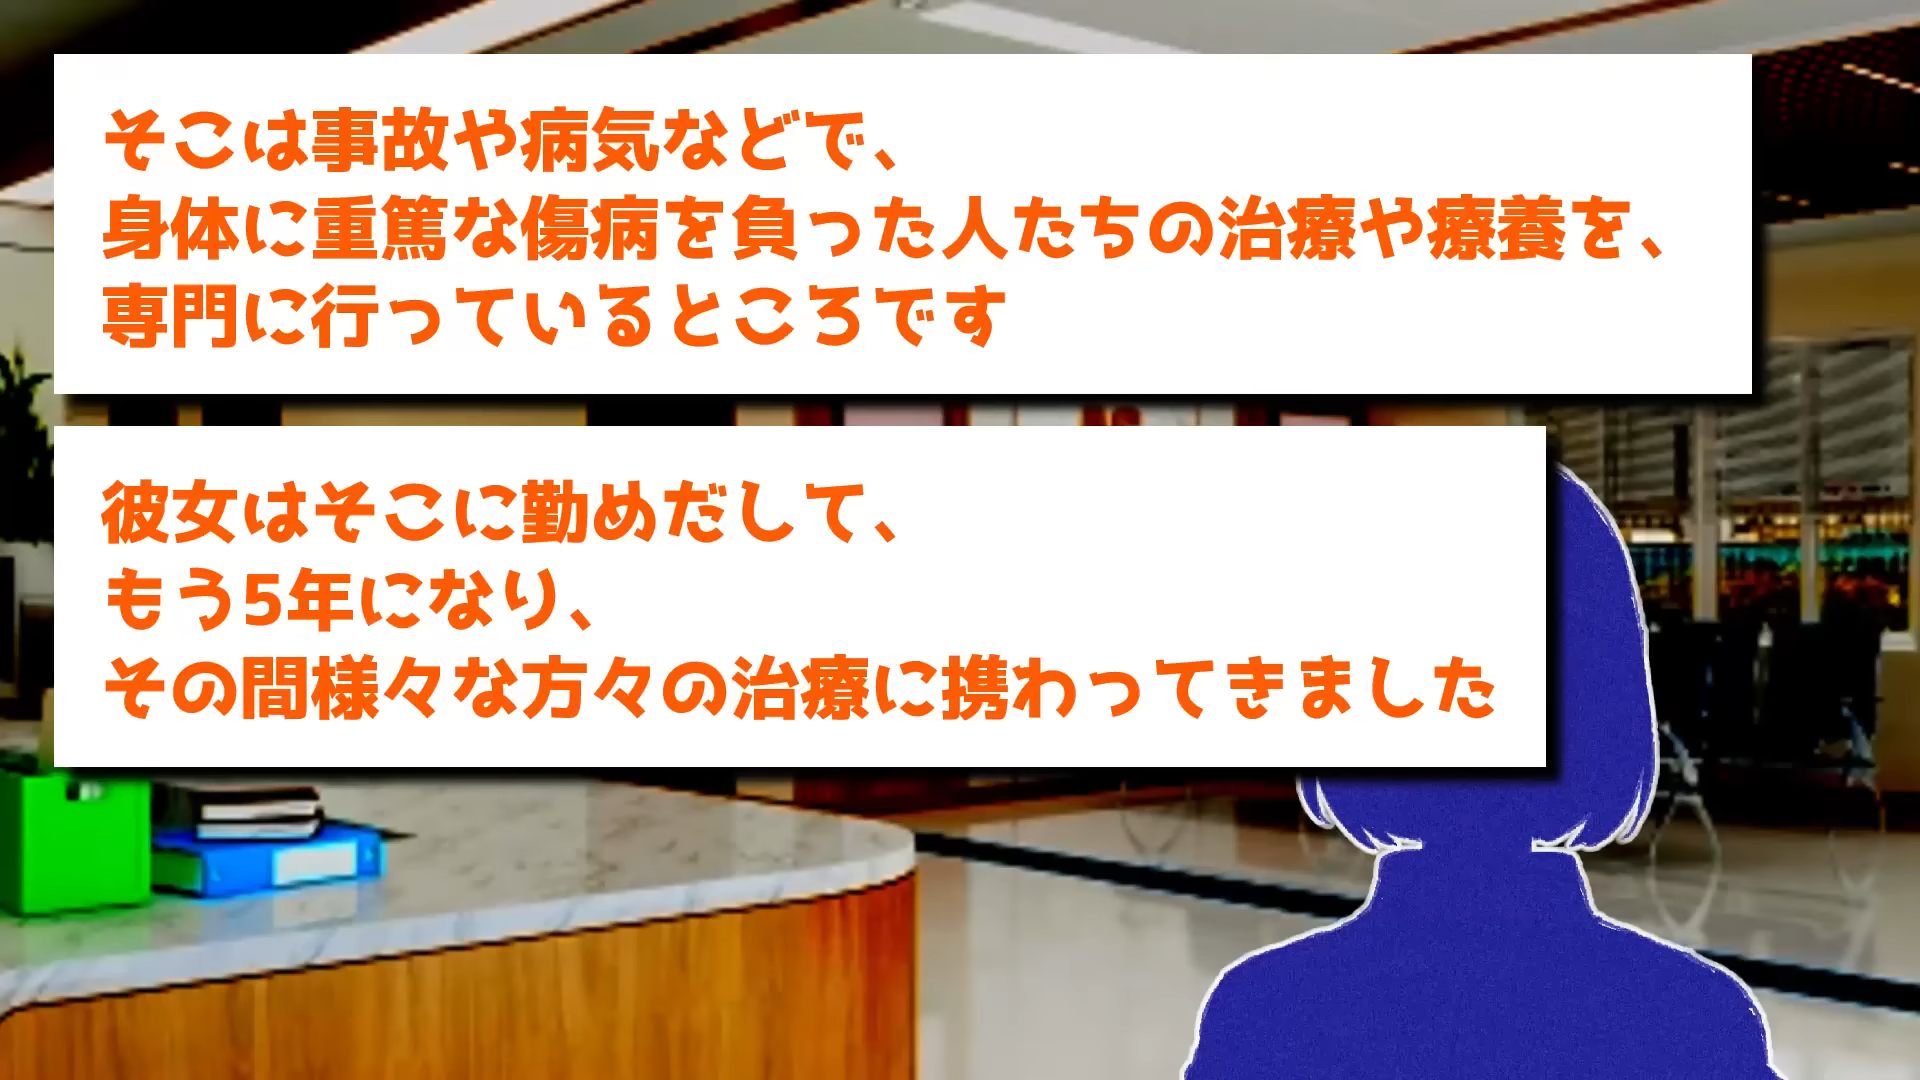 そこは事故や病気などで、
身体に重篤な傷病を負った人たちの治療や療養を、
専門に行っているところです
彼女はそこに勤めだして、
もう5年になり、
その間様々な方々の治療に携わってきました